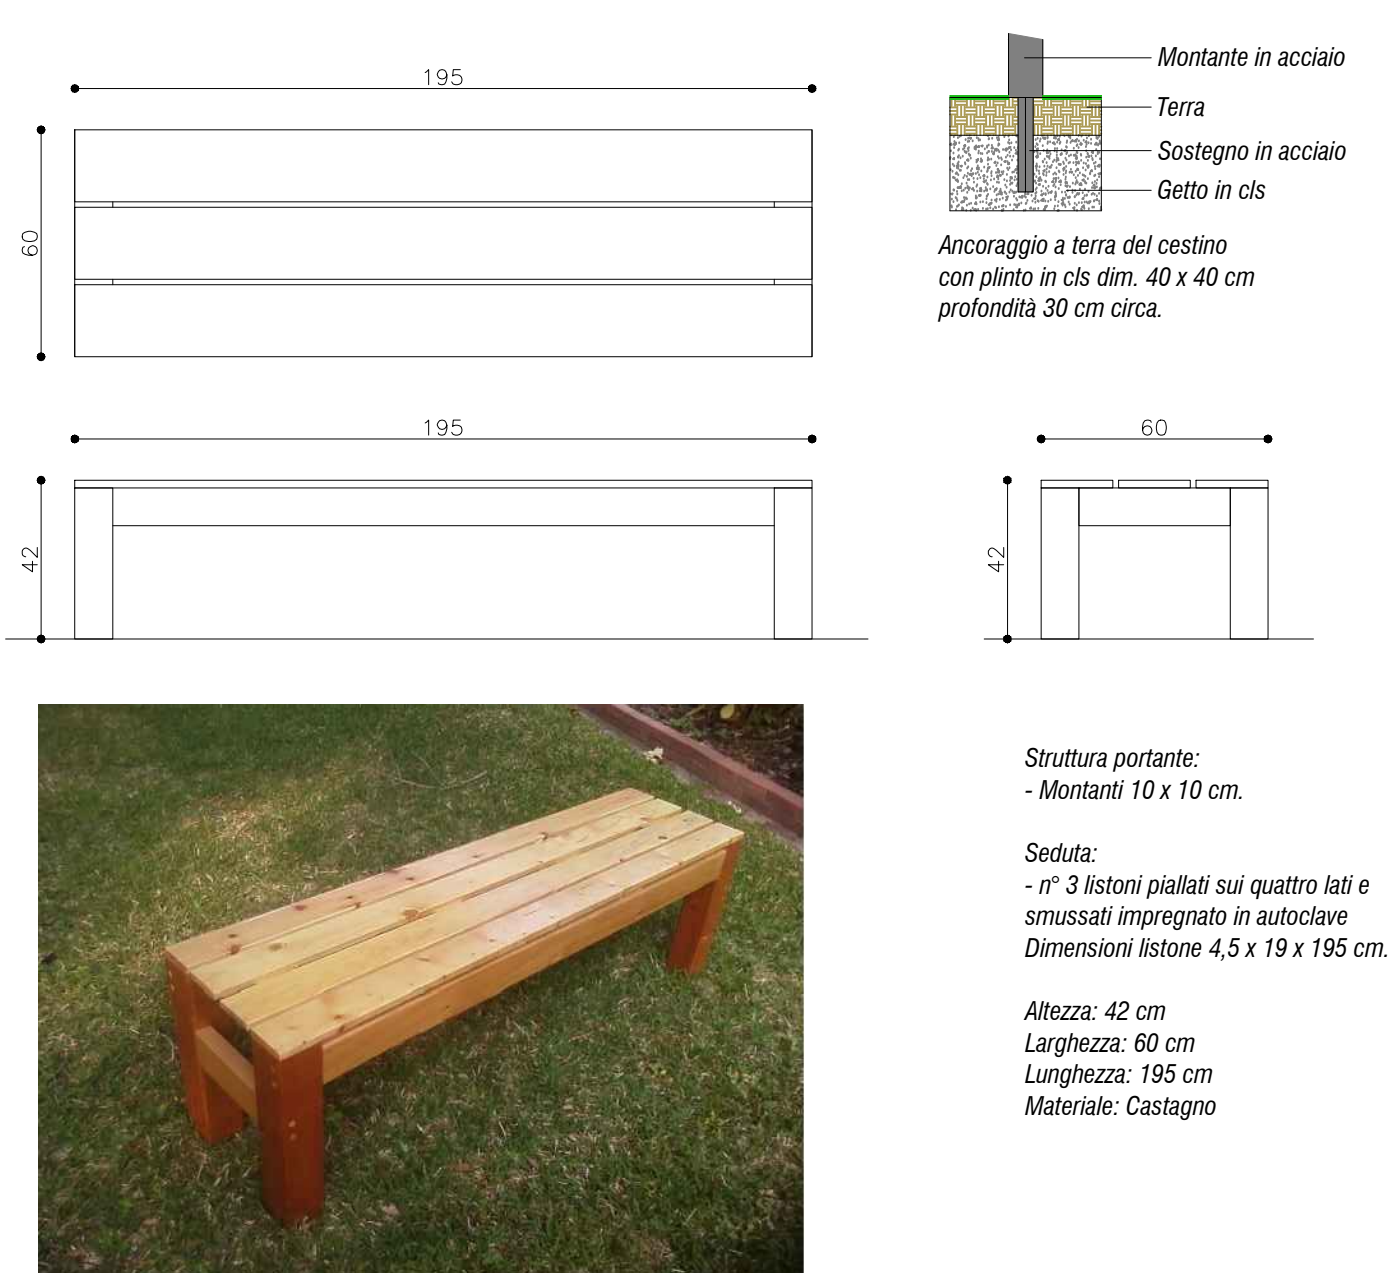 195
60
Montante in acciaio
Terra
Sostegno in acciaio
Getto in cls
Ancoraggio a terra del cestino
con plinto in cls dim. 40 x 40 cm
profondità 30 cm circa.
195
42
60
42
Struttura portante:
- Montanti 10 x 10 cm.
Seduta:
- n° 3 listoni piallati sui quattro lati e
smussati impregnato in autoclave
Dimensioni listone 4,5 x 19 x 195 cm.
Altezza: 42 cm
Larghezza: 60 cm
Lunghezza: 195 cm
Materiale: Castagno